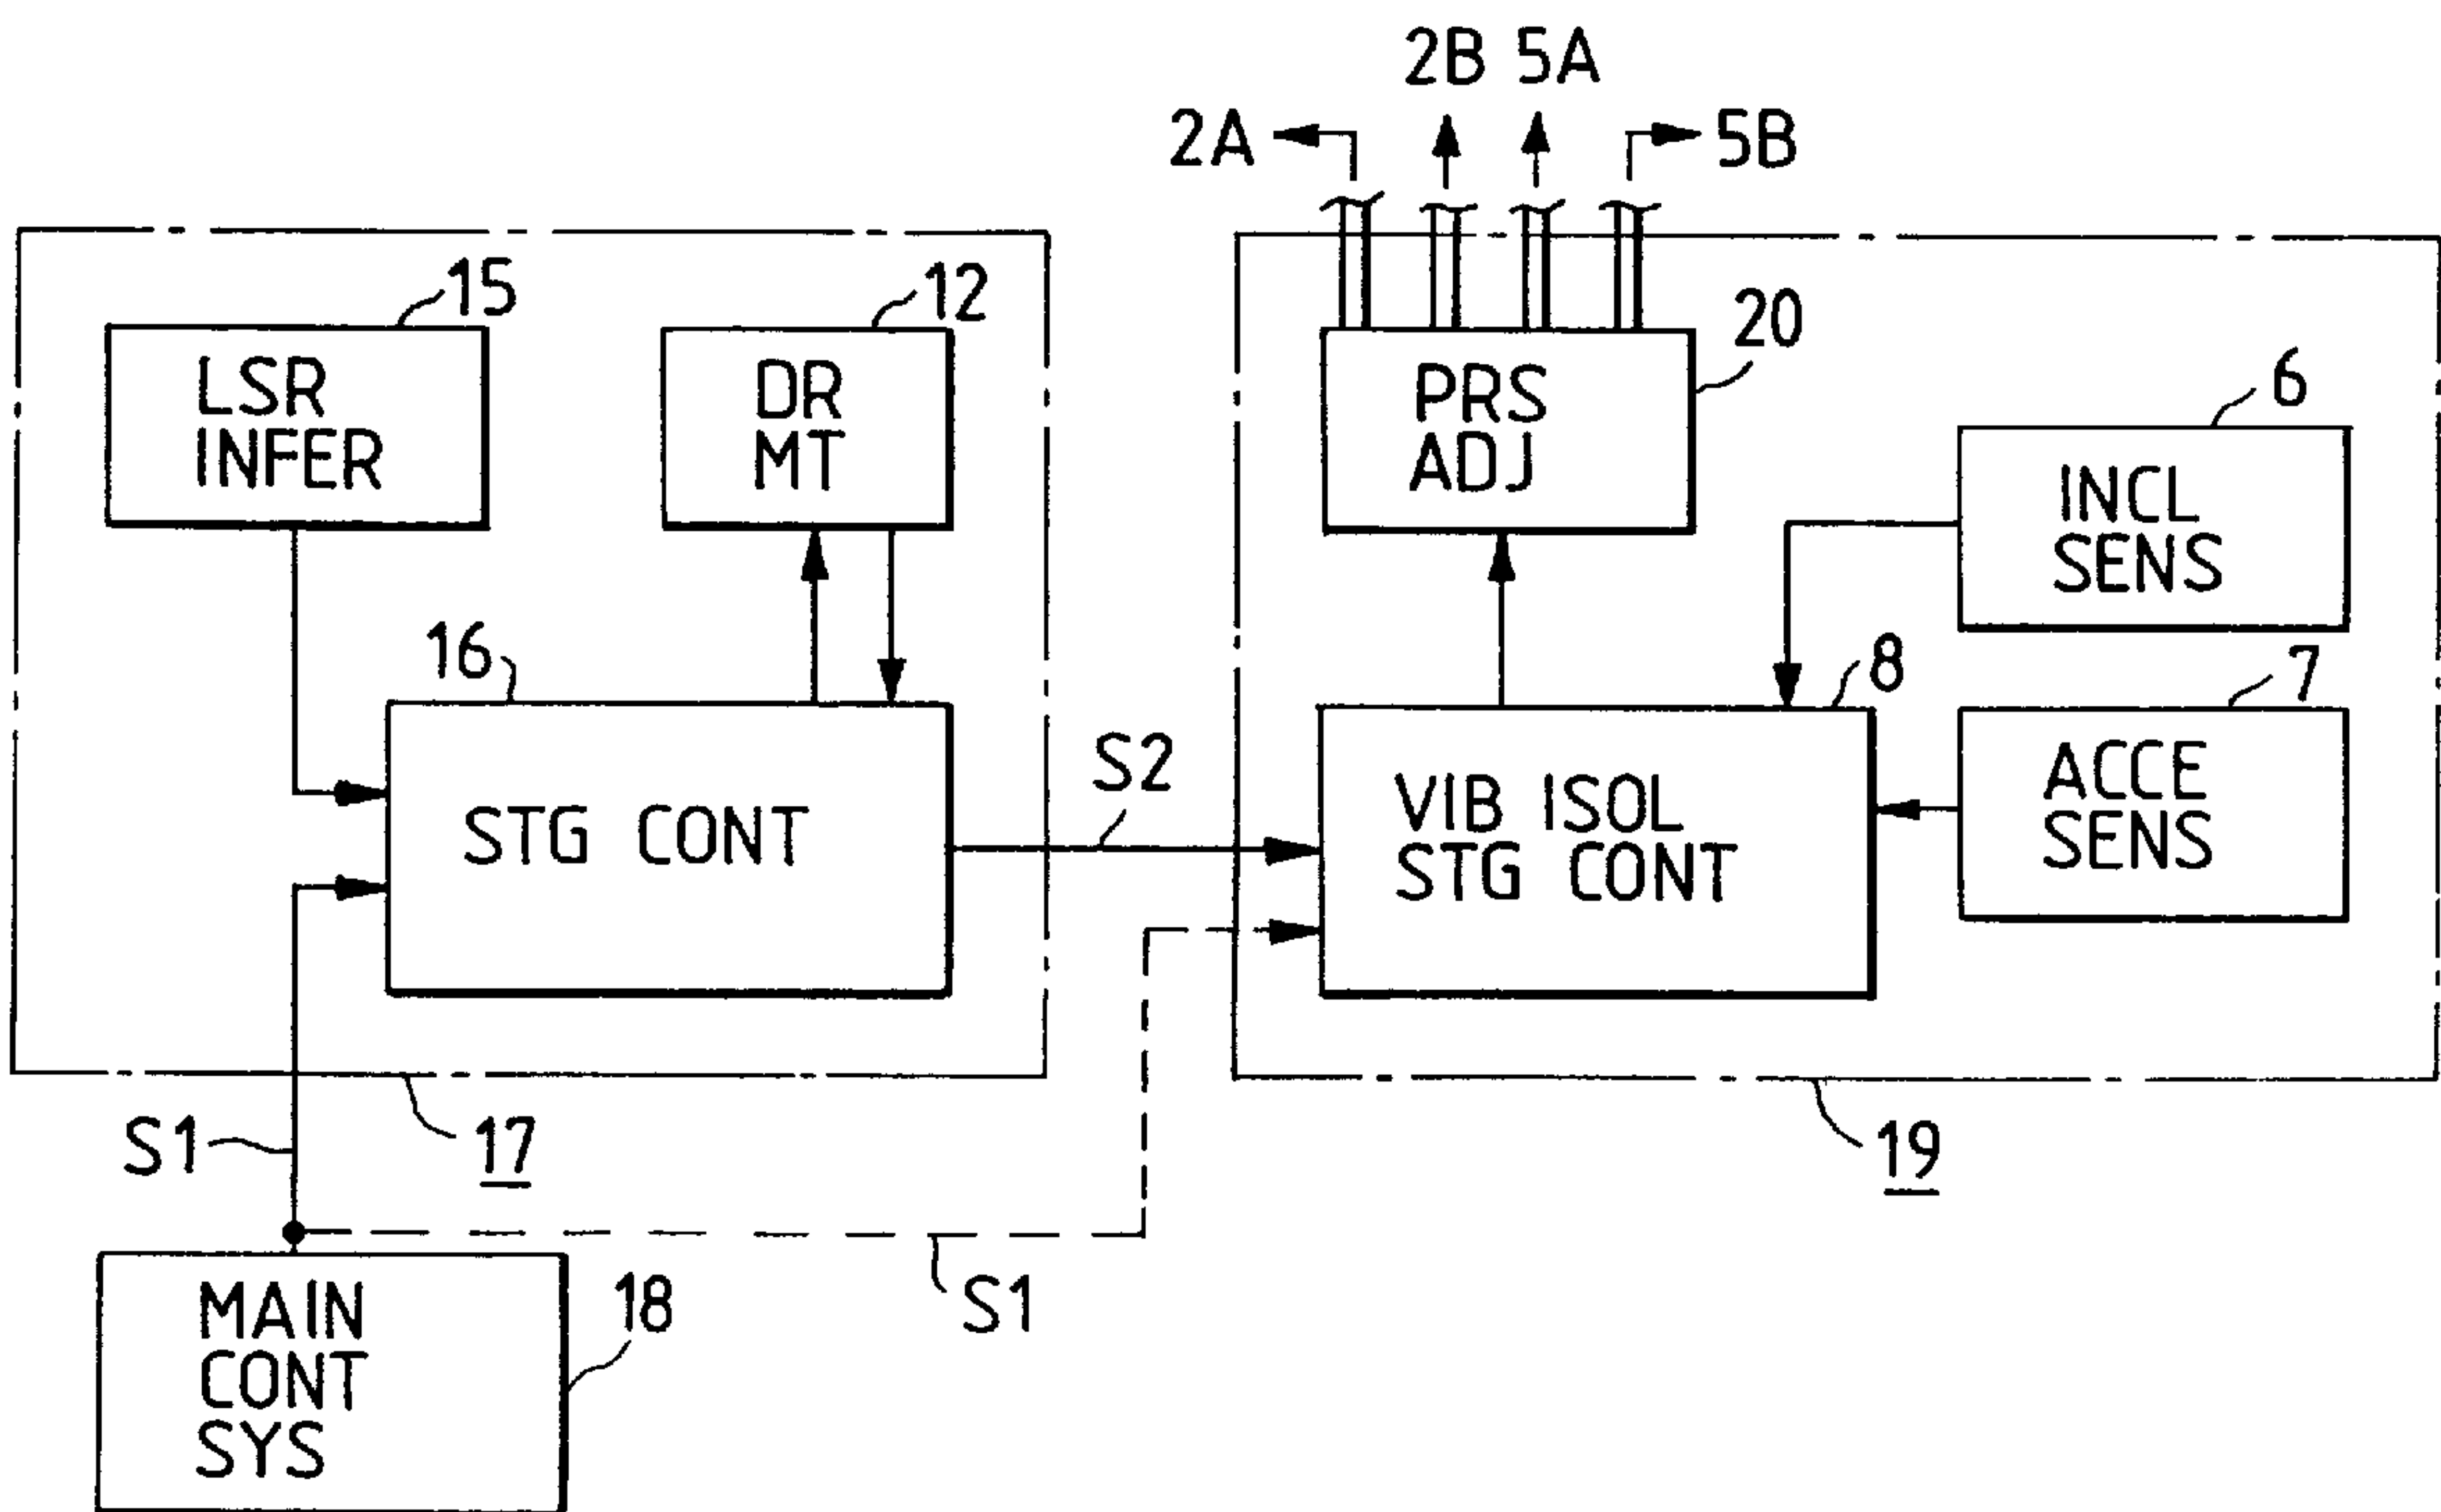 2B 5A
2A 5B
15 12 20
LSR
INFER
DR
MT
PRS
ADJ
6
INCL
SENS
16
8
7
STG CONT
S2
VIB ISOL
STG CONT
ACCE
SENS
S1
17
19
S1
MAIN
CONT
SYS
18